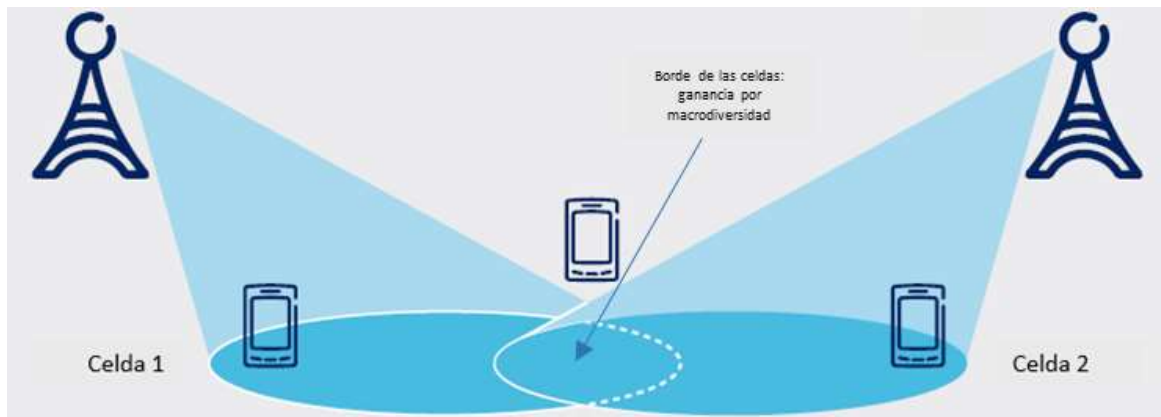 Borde de las celdas:
ganancia por
macrodiversidad
Celda 1
Celda 2